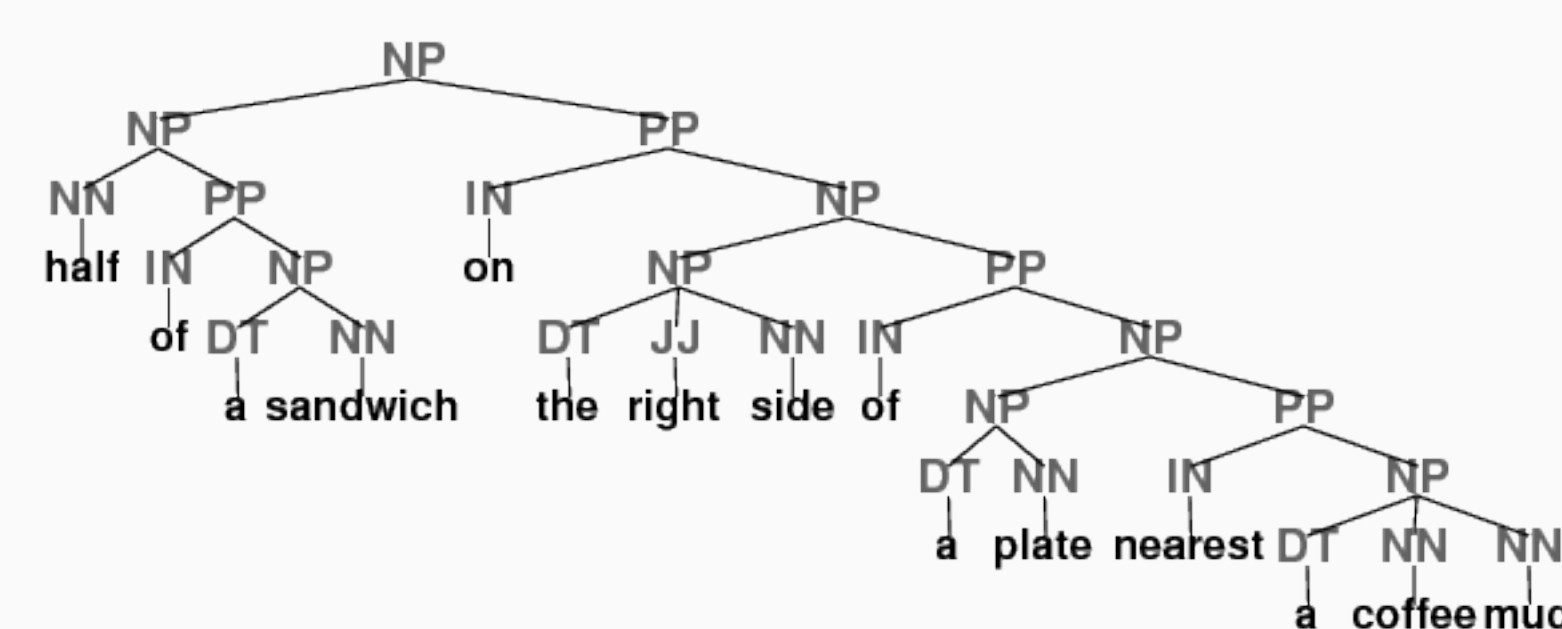 NP
NP PP
NN PP IN NP
half IN NP on NP PP
of DT NN DT JJ NN IN NP
a sandwich the right side of NP PP
DT NN IN NP
a plate nearest DT NN NN
a coffee